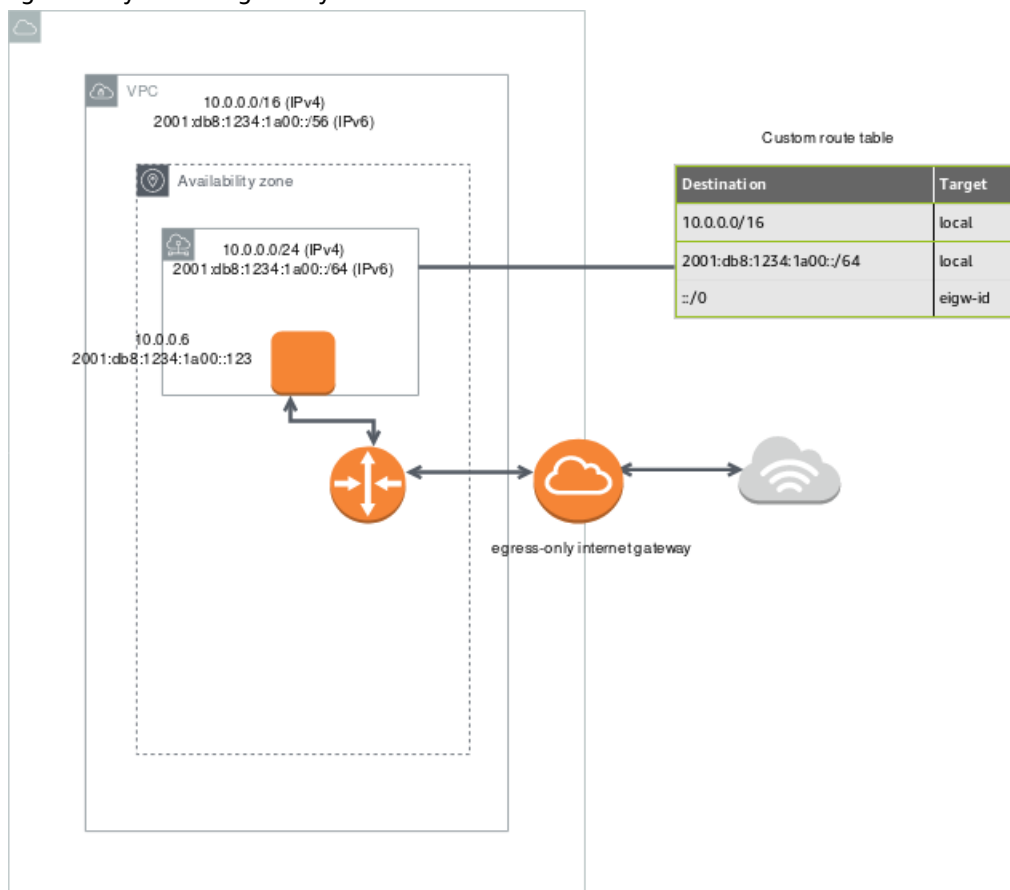 VPC
10.0.0.0/16 (IPv4)
2001:db8:1234:1a00::/56 (IPv6)
Availability zone
10.0.0.0/24 (IPv4)
2001:db8:1234:1a00::/64 (IPv6)
10.0.0.6
2001:db8:1234:1a00::123
egress-only internet gateway
Custom route table
Destination Target
10.0.0.0/16 local
2001:db8:1234:1a00::/64 local
::/0 eigw-id